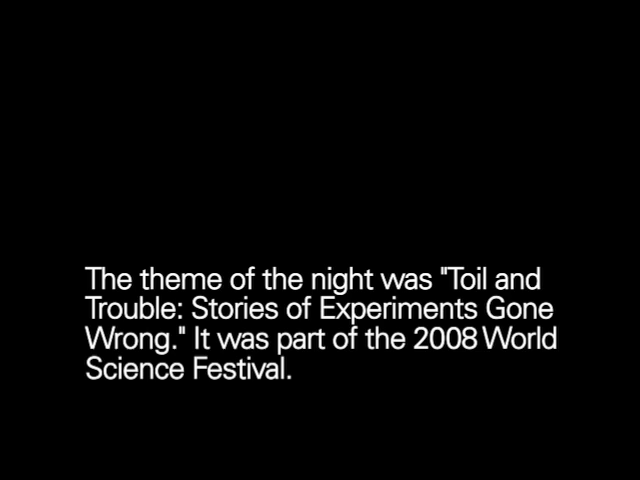 The theme of the night was "Toil and
Trouble: Stories of Experiments Gone
Wrong." It was part of the 2008 World
Science Festival.